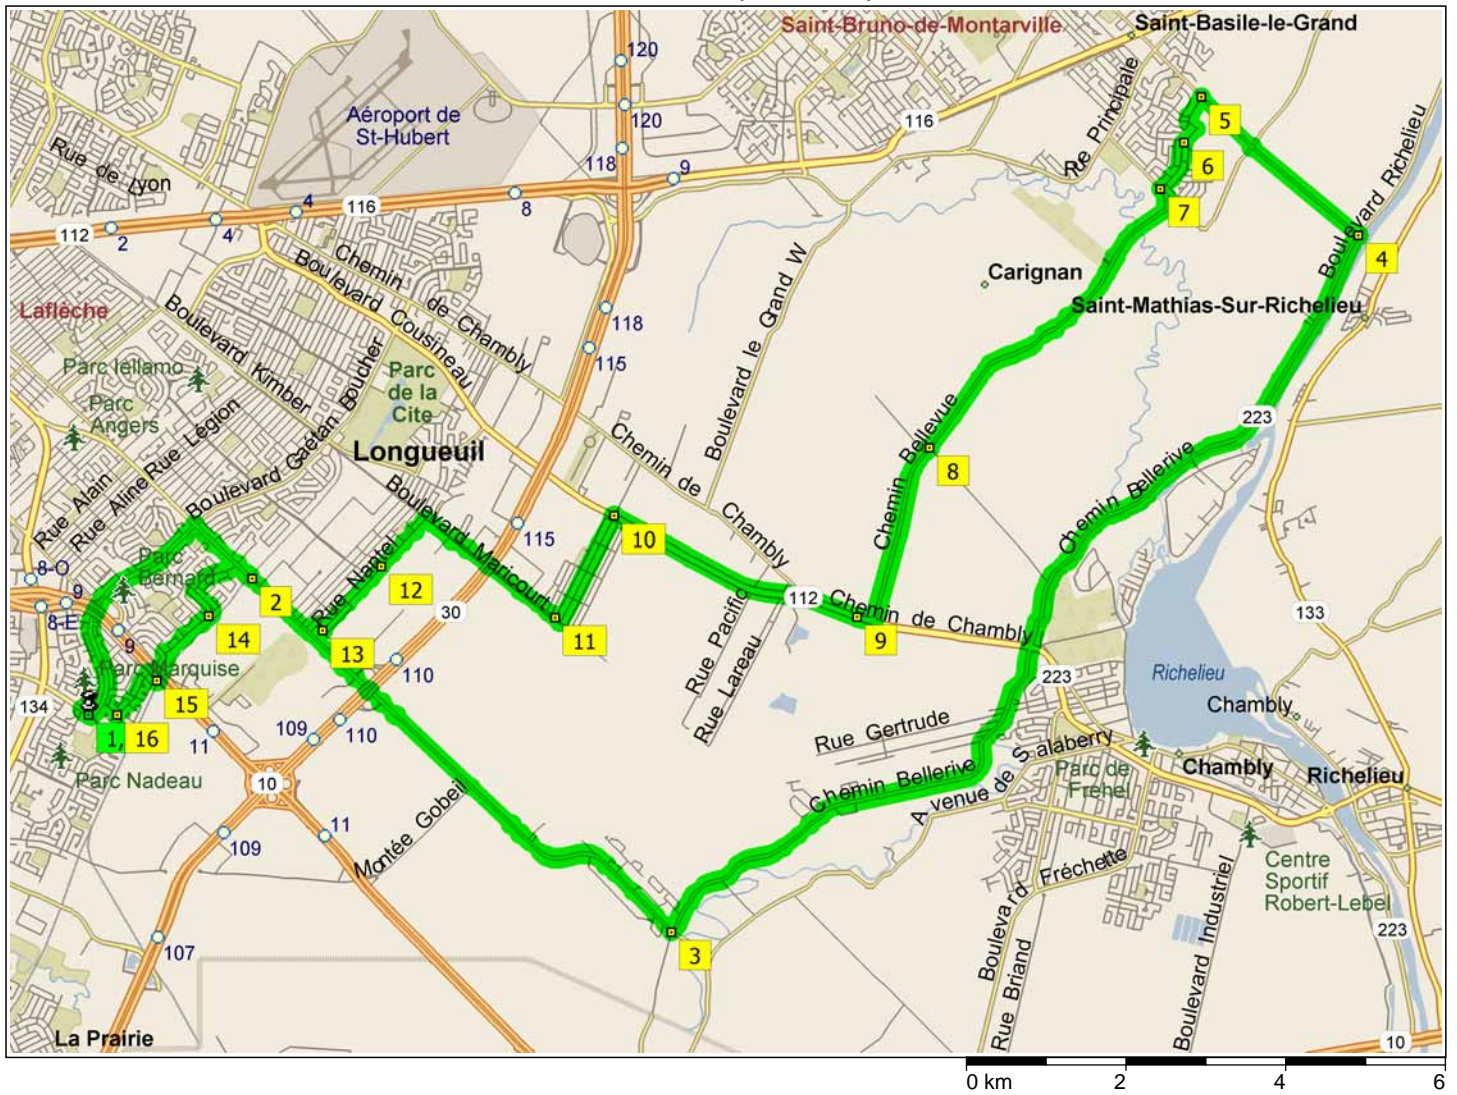 Saint-Bruno-de-Montarville
Saint-Basile-le-Grand
120
Aéroport de
St-Hubert
120
116
Rue Principale
5
118
Rue de Lyon
9
6
4
116
8
7
112
2
4
Boulevard Richelieu
4
Chemin de Chambly
Boulevard Cousineau
Carignan
Saint-Mathias-Sur-Richelieu
Laflèche
Boulevard Kimber
118
Boulevard le Grand W
115
Parc Iellamo
Parc
de la
Cite
Parc
Angers
Boulevard Gaétan Boucher
Rue Légion
Rue Aline
Rue Alain
Longueuil
Chemin de Chambly
Chemin Bellevue
8
223
Chemin Bellerive
Boulevard Maricourt
115
10
Parc
Bernard
8-O
9
8-E
2
Rue Nantel
12
30
11
112
Chemin de Chambly
9
133
14
13
9
Parc Marquise
110
Rue Pacific
Rue Lareau
223
Richelieu
134
15
109
110
Rue Gertrude
Chambly
1,
16
11
Parc Nadeau
10
Chemin Bellerive
Avenue de Salaberry
Parc de
Frehel
Chambly
Richelieu
109
11
Montée Gobeil
Boulevard Fréchette
Centre
Sportif
Robert-Lebel
107
3
Boulevard Industriel
223
Rue Briand
La Prairie
10
0 km
2
4
6